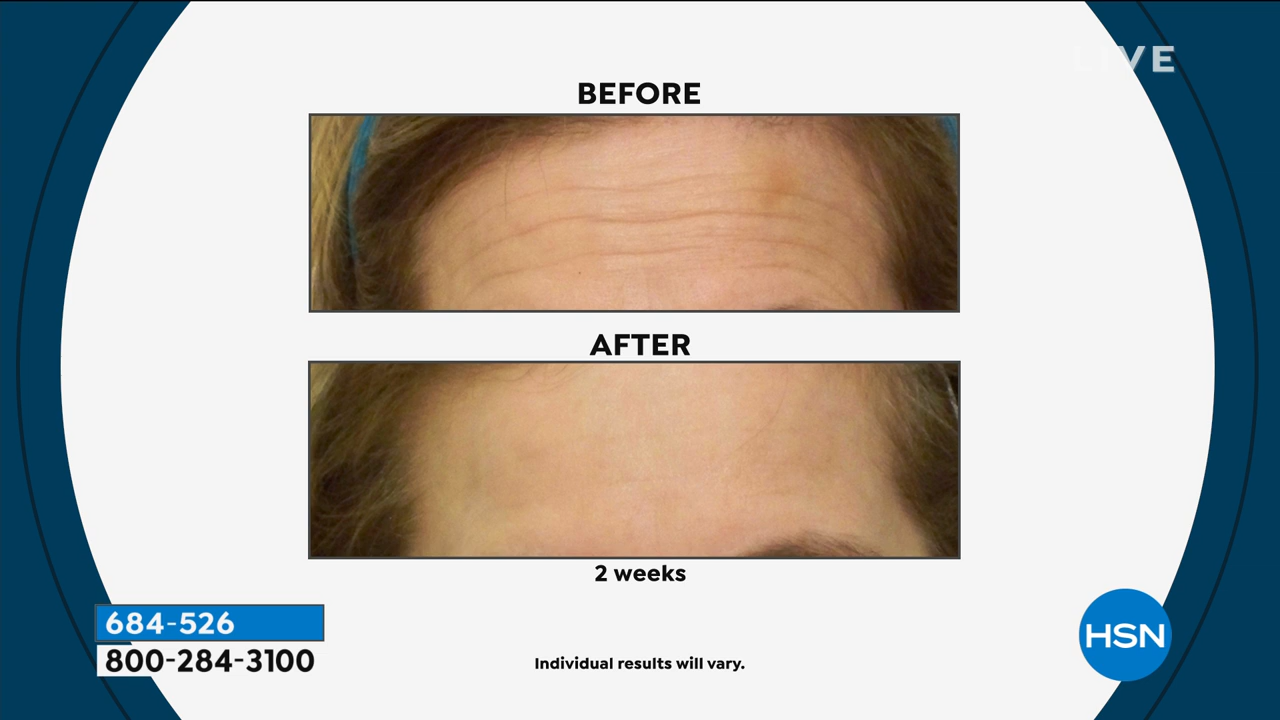 LIVE
BEFORE
AFTER
2 weeks
684-526
800-284-3100
Individual results will vary.
HSN